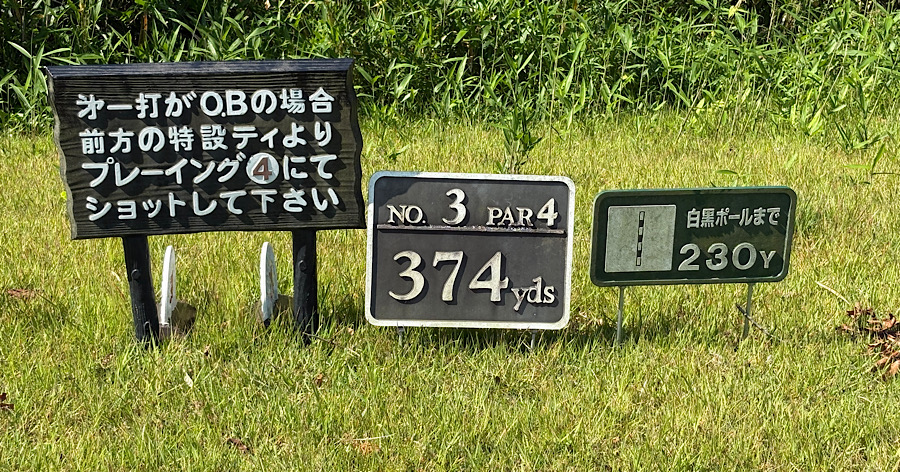 㐧一打がO.Bの場合
前方の特設ティより
プレーイング4にて
ショットして下さい
NO. 3 PAR 4
374 yds
白黒ポールまで
230Y